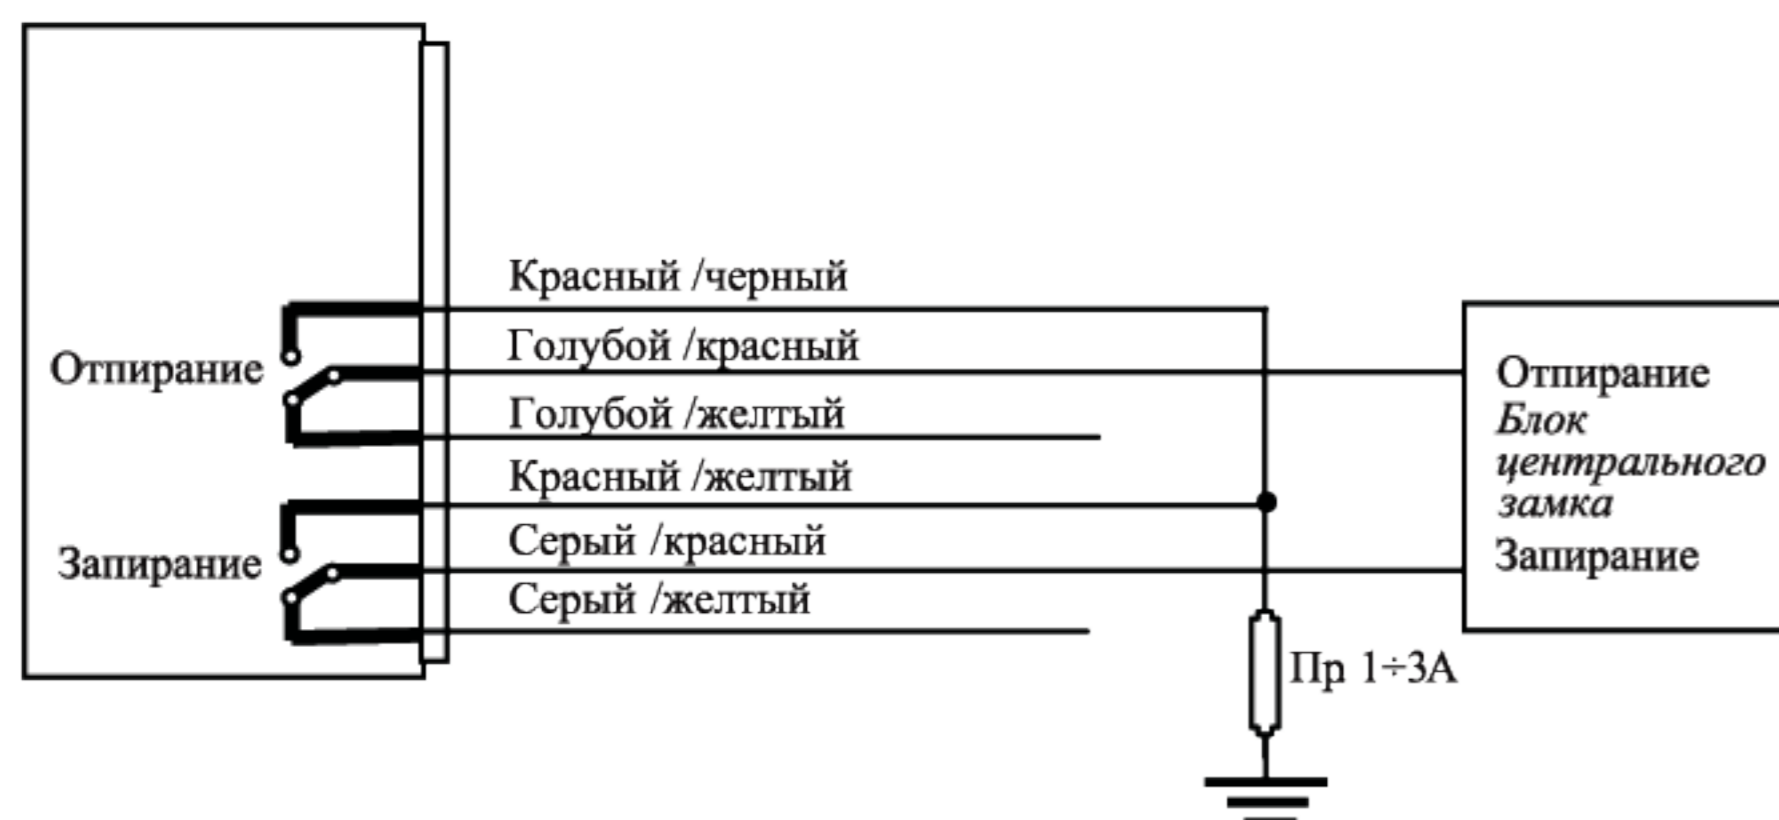 Красный /черный
Голубой /красный
Отпирание
Голубой /желтый
Красный /желтый
Запирание
Серый /красный
Серый /желтый
Отпирание
Блок
центрального
замка
Запирание
Пр. 1÷3А